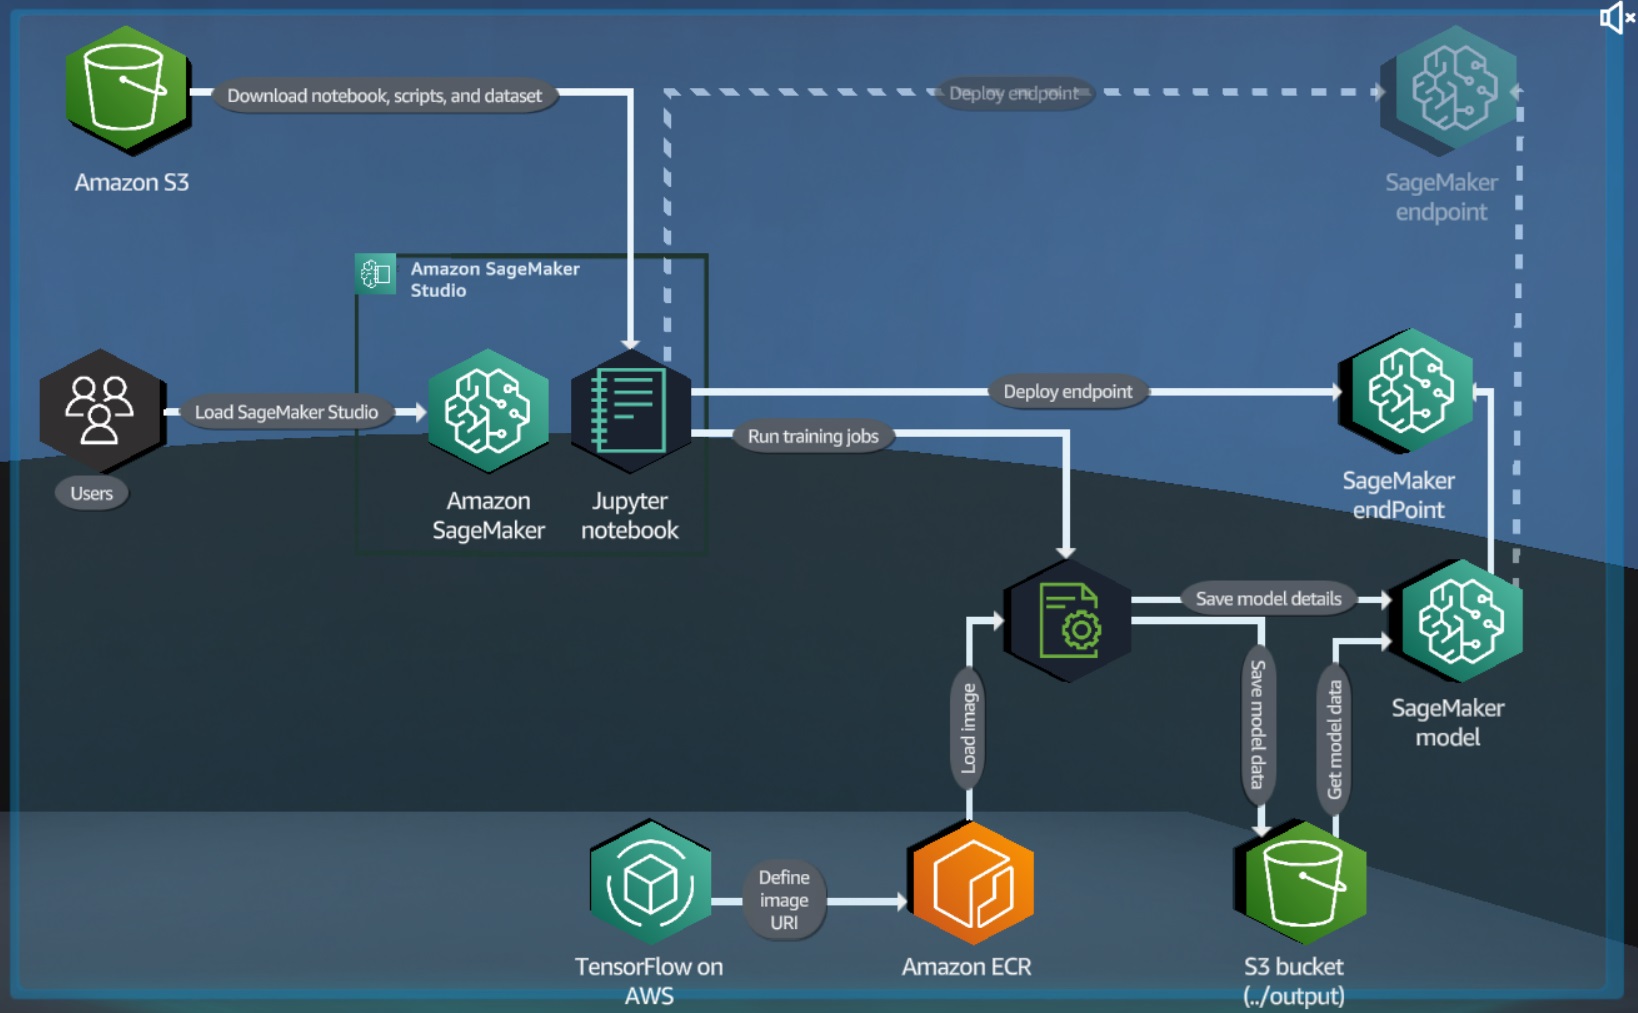 Download notebook, scripts, and dataset
Deploy endpoint
Amazon S3
SageMaker
endpoint
Amazon SageMaker
Studio
Load SageMaker Studio
Deploy endpoint
Run training jobs
Users
Amazon
SageMaker
Jupyter
notebook
SageMaker
endPoint
Save model details
Load image
Save model data
Get model data
SageMaker
model
Define
image
URI
TensorFlow on
AWS
Amazon ECR
S3 bucket
(../output)